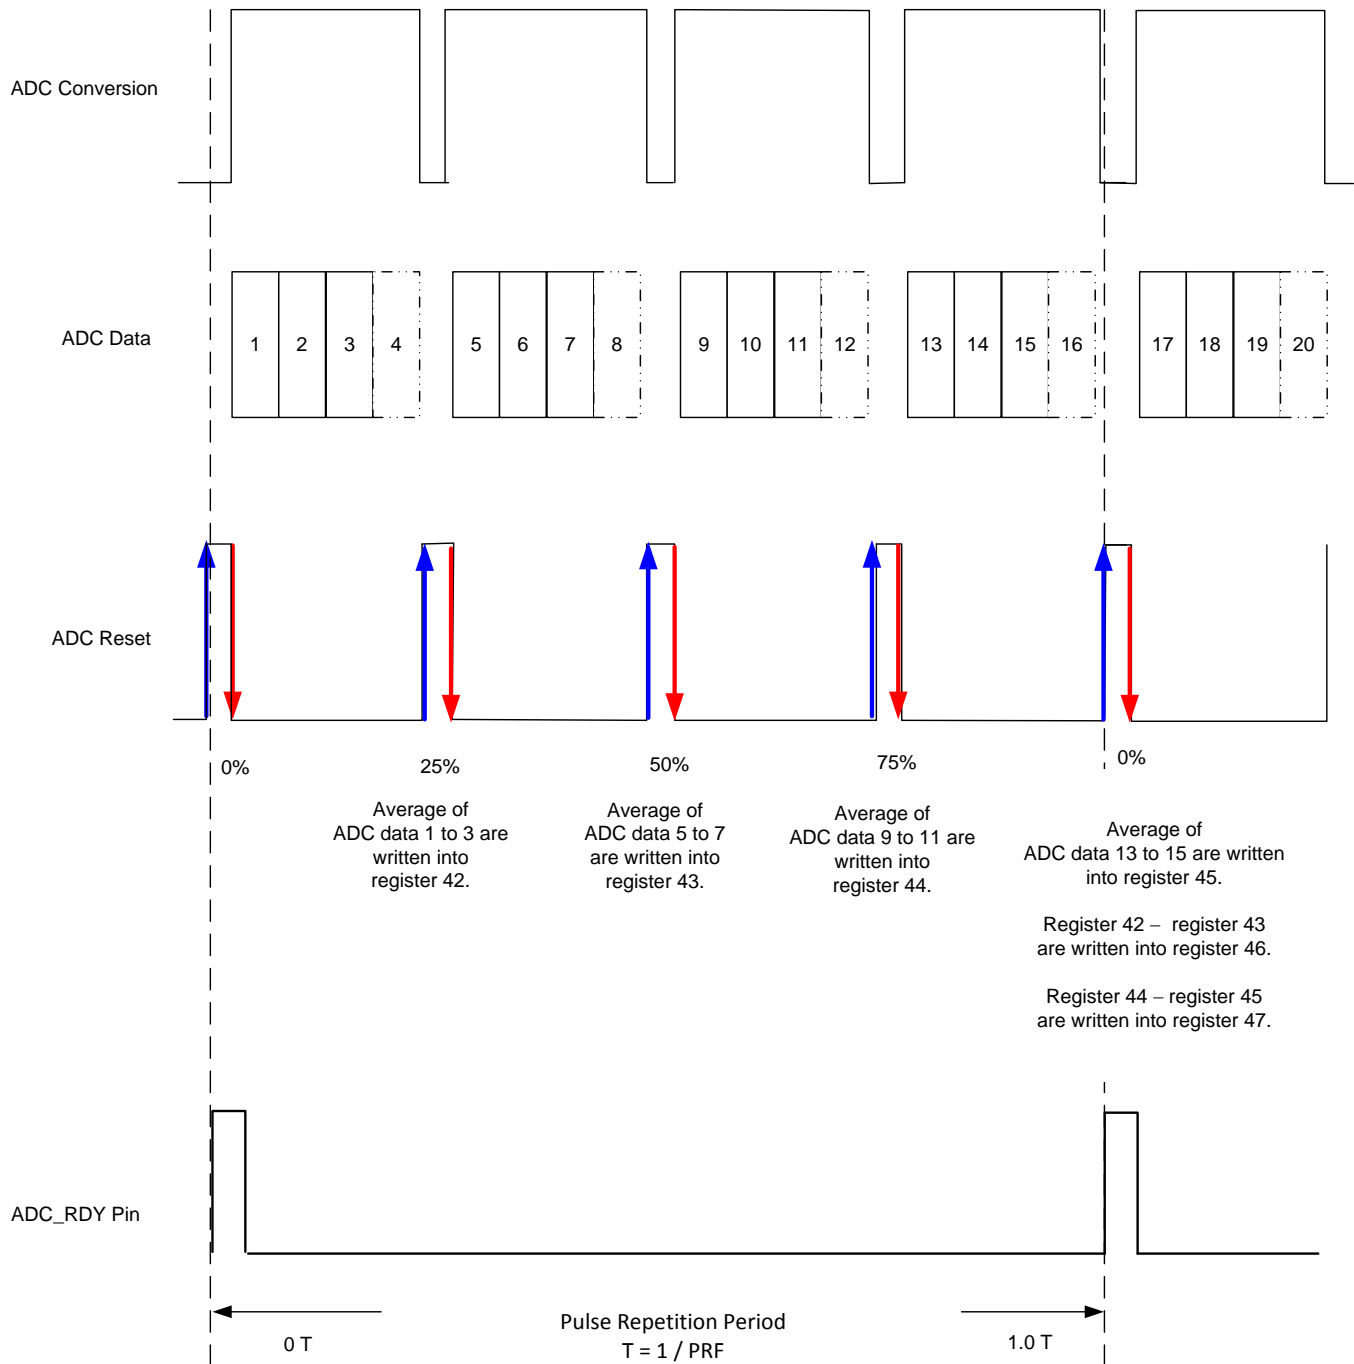 ADC Conversion
ADC Data
1 2 3 4 5 6 7 8 9 10 11 12 13 14 15 16 17 18 19 20
ADC Reset
0%
25%
50%
75%
0%
Average of
ADC data 1 to 3 are
written into
register 42.
Average of
ADC data 5 to 7
are written into
register 43.
Average of
ADC data 9 to 11 are
written into
register 44.
Average of
ADC data 13 to 15 are written
into register 45.
Register 42 – register 43
are written into register 46.
Register 44 – register 45
are written into register 47.
ADC_RDY Pin
0 T
Pulse Repetition Period
T = 1 / PRF
1.0 T